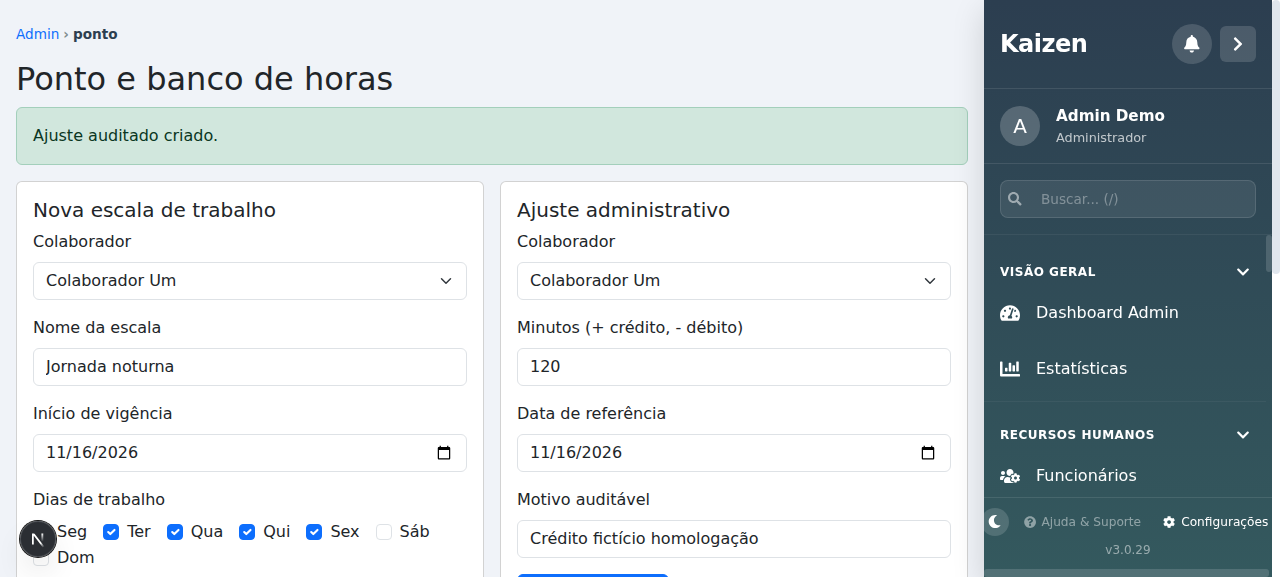 Admin › ponto
Ponto e banco de horas
Ajuste auditado criado.
Nova escala de trabalho
Colaborador
Colaborador Um
Nome da escala
Jornada noturna
Início de vigência
11/16/2026
Dias de trabalho
Seg Ter Qua Qui Sex Sáb
Dom
N
Ajuste administrativo
Colaborador
Colaborador Um
Minutos (+ crédito, - débito)
120
Data de referência
11/16/2026
Motivo auditável
Crédito fictício homologação
Kaizen
A
Admin Demo
Administrador
Buscar... (/)
VISÃO GERAL
Dashboard Admin
Estatísticas
RECURSOS HUMANOS
Funcionários
Ajuda & Suporte
Configurações
v3.0.29